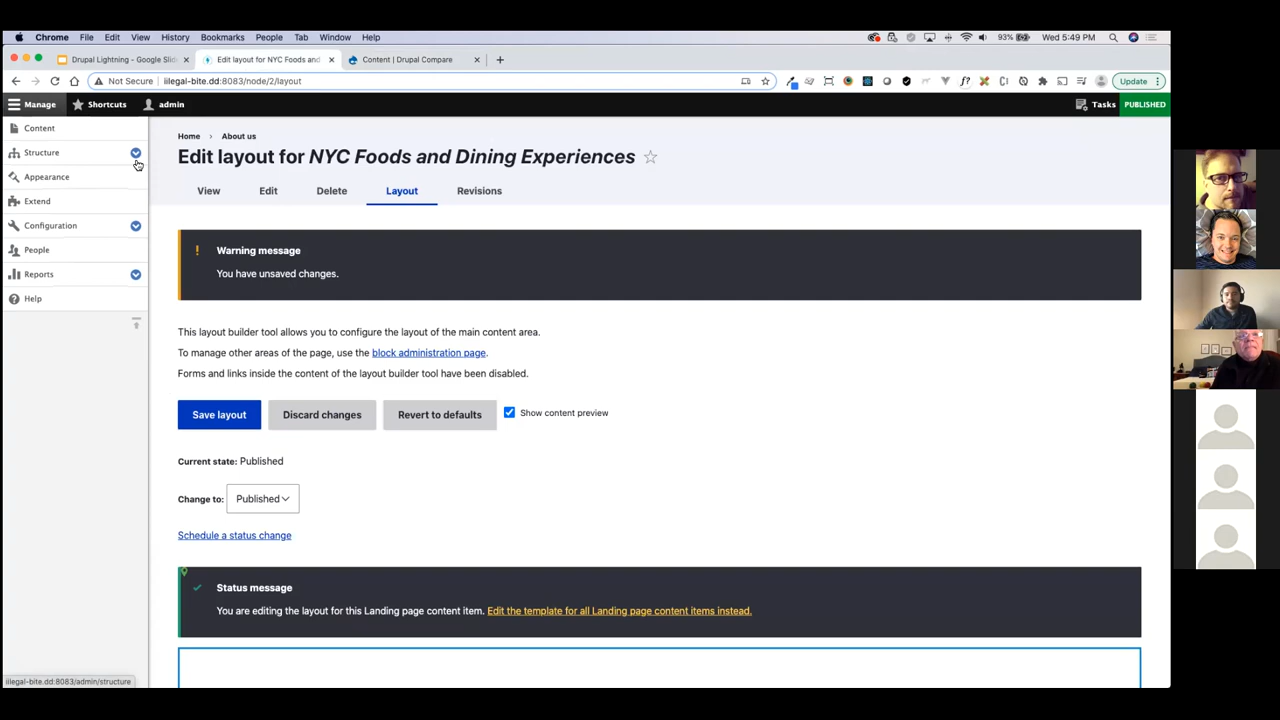 Chrome File Edit View History Bookmarks People Tab Window Help 93% Wed 5:49 PM
Drupal Lightning - Google Slid Edit layout for NYC Foods and Content | Drupal Compare
Not Secure iilegal-bite.dd:8083/node/2/layout Update
Manage Shortcuts admin Tasks PUBLISHED
Content
Structure
Appearance
Extend
Configuration
People
Reports
Help
Home › About us
Edit layout for NYC Foods and Dining Experiences
View Edit Delete Layout Revisions
Warning message
You have unsaved changes.
This layout builder tool allows you to configure the layout of the main content area.
To manage other areas of the page, use the block administration page.
Forms and links inside the content of the layout builder tool have been disabled.
Save layout Discard changes Revert to defaults Show content preview
Current state: Published
Change to: Published
Schedule a status change
Status message
You are editing the layout for this Landing page content item. Edit the template for all Landing page content items instead.
iilegal-bite.dd:8083/admin/structure